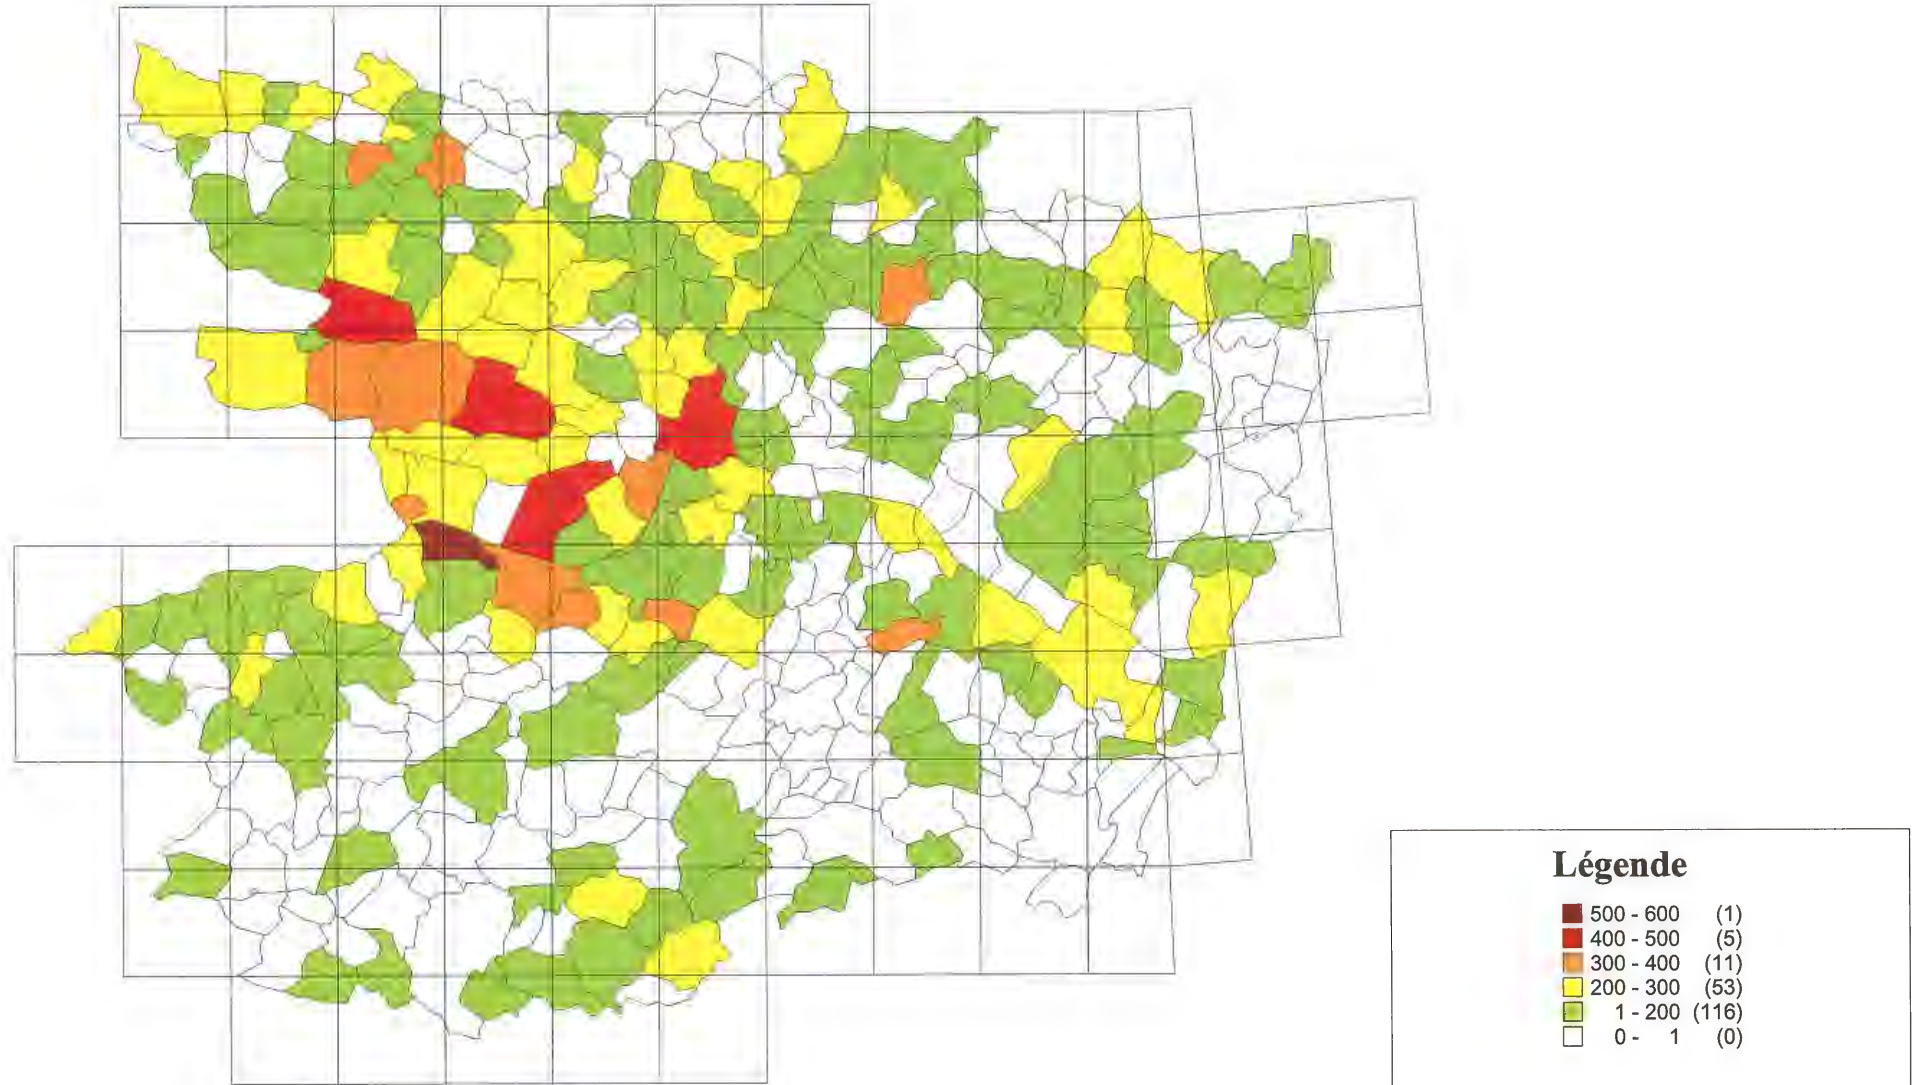 Légende
500 - 600 (1)
400 - 500 (5)
300 - 400 (11)
200 - 300 (53)
1 - 200 (116)
0 - 1 (0)